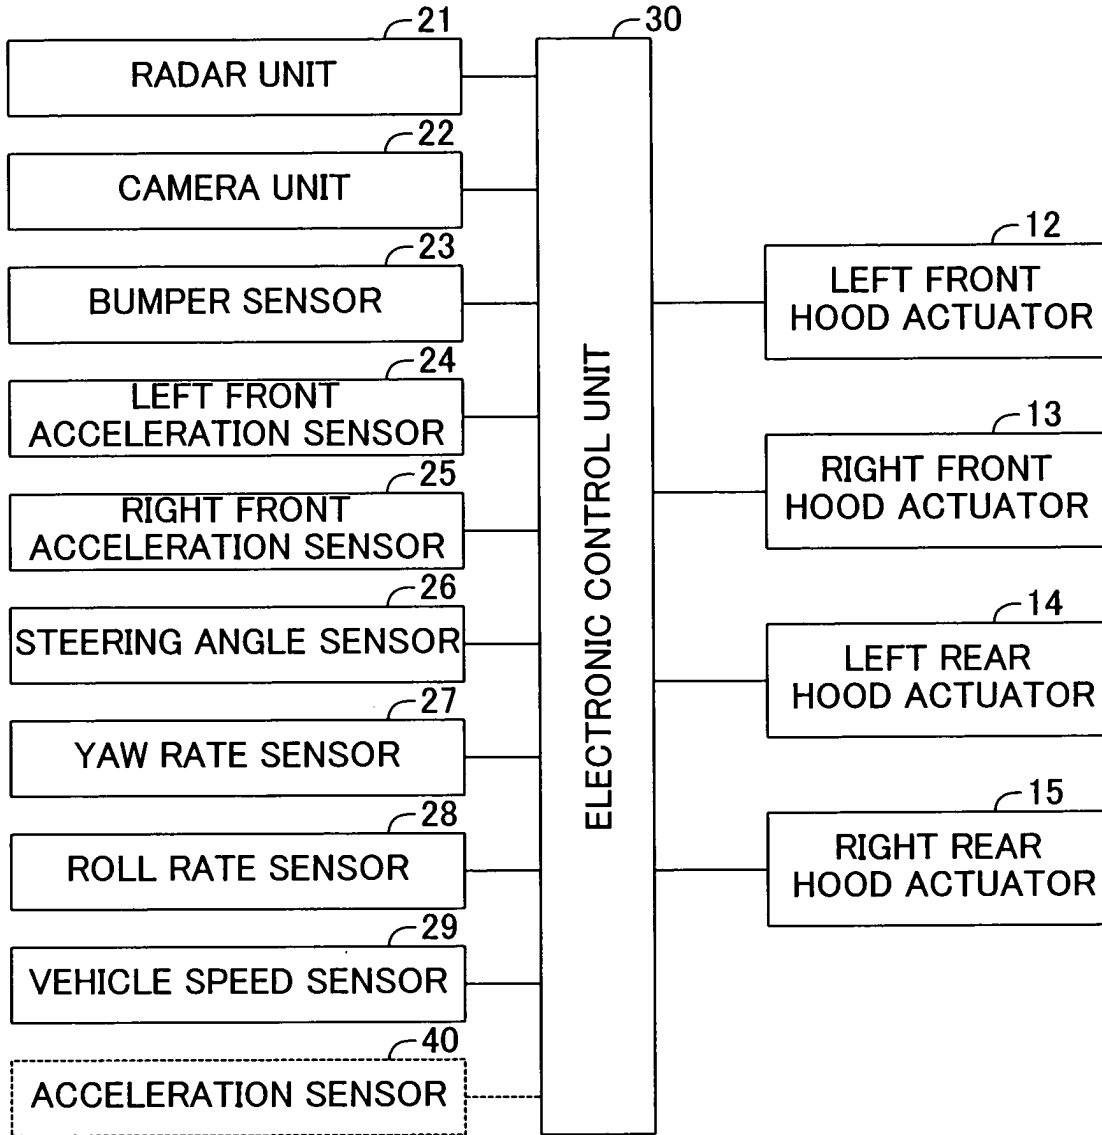 21
RADAR UNIT
22
CAMERA UNIT
23
BUMPER SENSOR
24
LEFT FRONT
ACCELERATION SENSOR
25
RIGHT FRONT
ACCELERATION SENSOR
26
STEERING ANGLE SENSOR
27
YAW RATE SENSOR
28
ROLL RATE SENSOR
29
VEHICLE SPEED SENSOR
40
ACCELERATION SENSOR
30
ELECTRONIC CONTROL UNIT
12
LEFT FRONT
HOOD ACTUATOR
13
RIGHT FRONT
HOOD ACTUATOR
14
LEFT REAR
HOOD ACTUATOR
15
RIGHT REAR
HOOD ACTUATOR